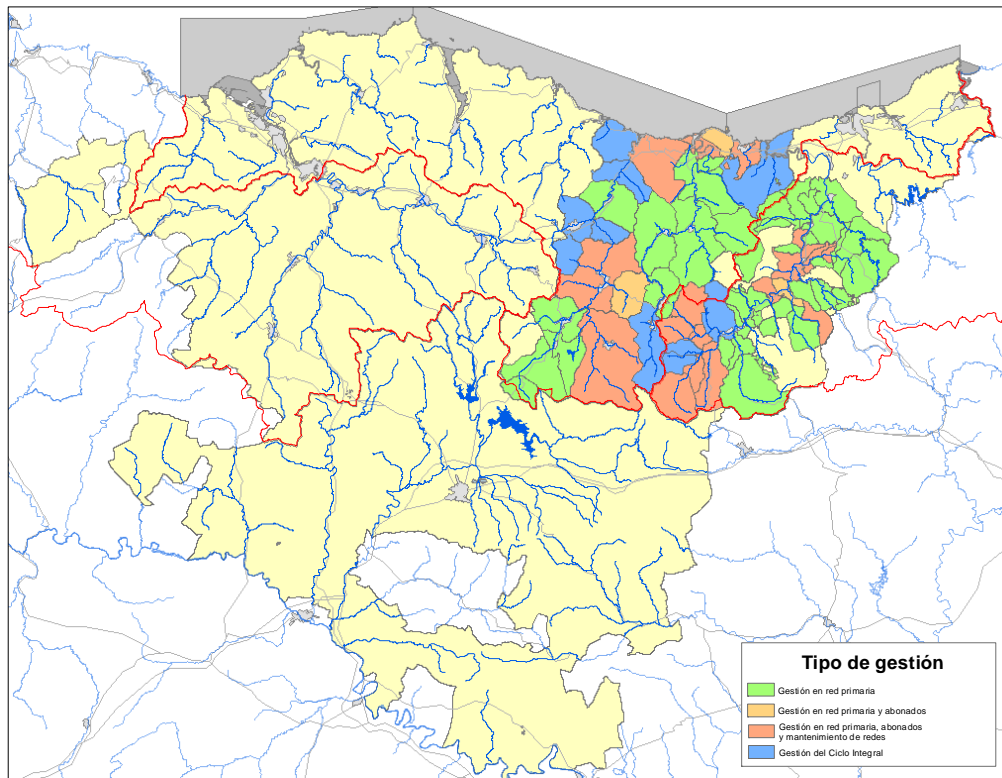 Tipo de gestión
Gestión en red primaria
Gestión en red primaria y abonados
Gestión en red primaria, abonados
y mantenimiento de redes
Gestión del Ciclo Integral